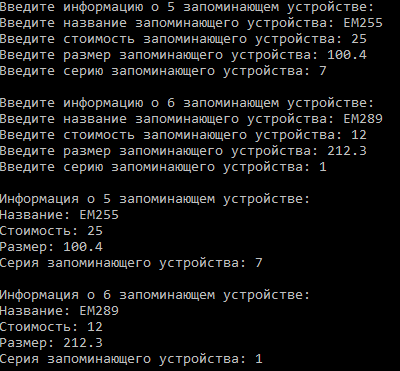 Введите информацию о 5 запоминающем устройстве:
Введите название запоминающего устройства: EM255
Введите стоимость запоминающего устройства: 25
Введите размер запоминающего устройства: 100.4
Введите серию запоминающего устройства: 7
Введите информацию о 6 запоминающем устройстве:
Введите название запоминающего устройства: EM289
Введите стоимость запоминающего устройства: 12
Введите размер запоминающего устройства: 212.3
Введите серию запоминающего устройства: 1
Информация о 5 запоминающем устройстве:
Название: EM255
Стоимость: 25
Размер: 100.4
Серия запоминающего устройства: 7
Информация о 6 запоминающем устройстве:
Название: EM289
Стоимость: 12
Размер: 212.3
Серия запоминающего устройства: 1